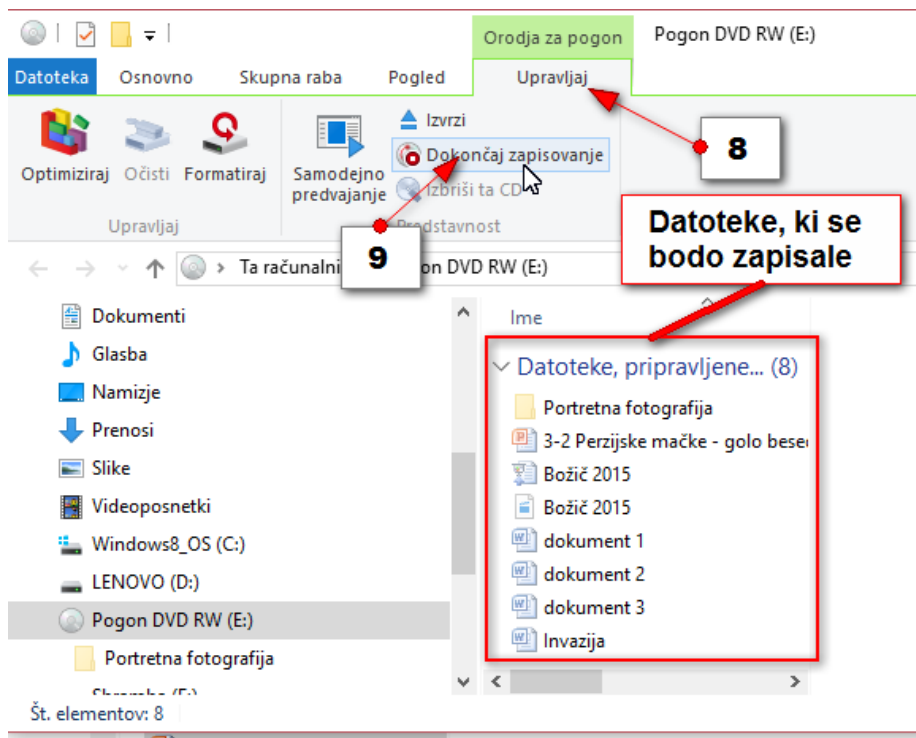 Orodja za pogon
Pogon DVD RW (E:)
Datoteka Osnovno Skupna raba Pogled Upravljaj
Izvrzi
Dokončaj zapisovanje
Izbriši ta CD
Optimiziraj Očisti Formatiraj
Samodejno
predvajanje
Upravljaj
Predstavnost
8
9
Datoteke, ki se
bodo zapisale
Ta računalni on DVD RW (E:)
Dokumenti
Glasba
Namizje
Prenosi
Slike
Videoposnetki
Windows8_OS (C:)
LENOVO (D:)
Pogon DVD RW (E:)
Portretna fotografija
Ime
Datoteke, pripravljene... (8)
Portretna fotografija
3-2 Perzijske mačke - golo bese
Božič 2015
Božič 2015
dokument 1
dokument 2
dokument 3
Invazija
Št. elementov: 8